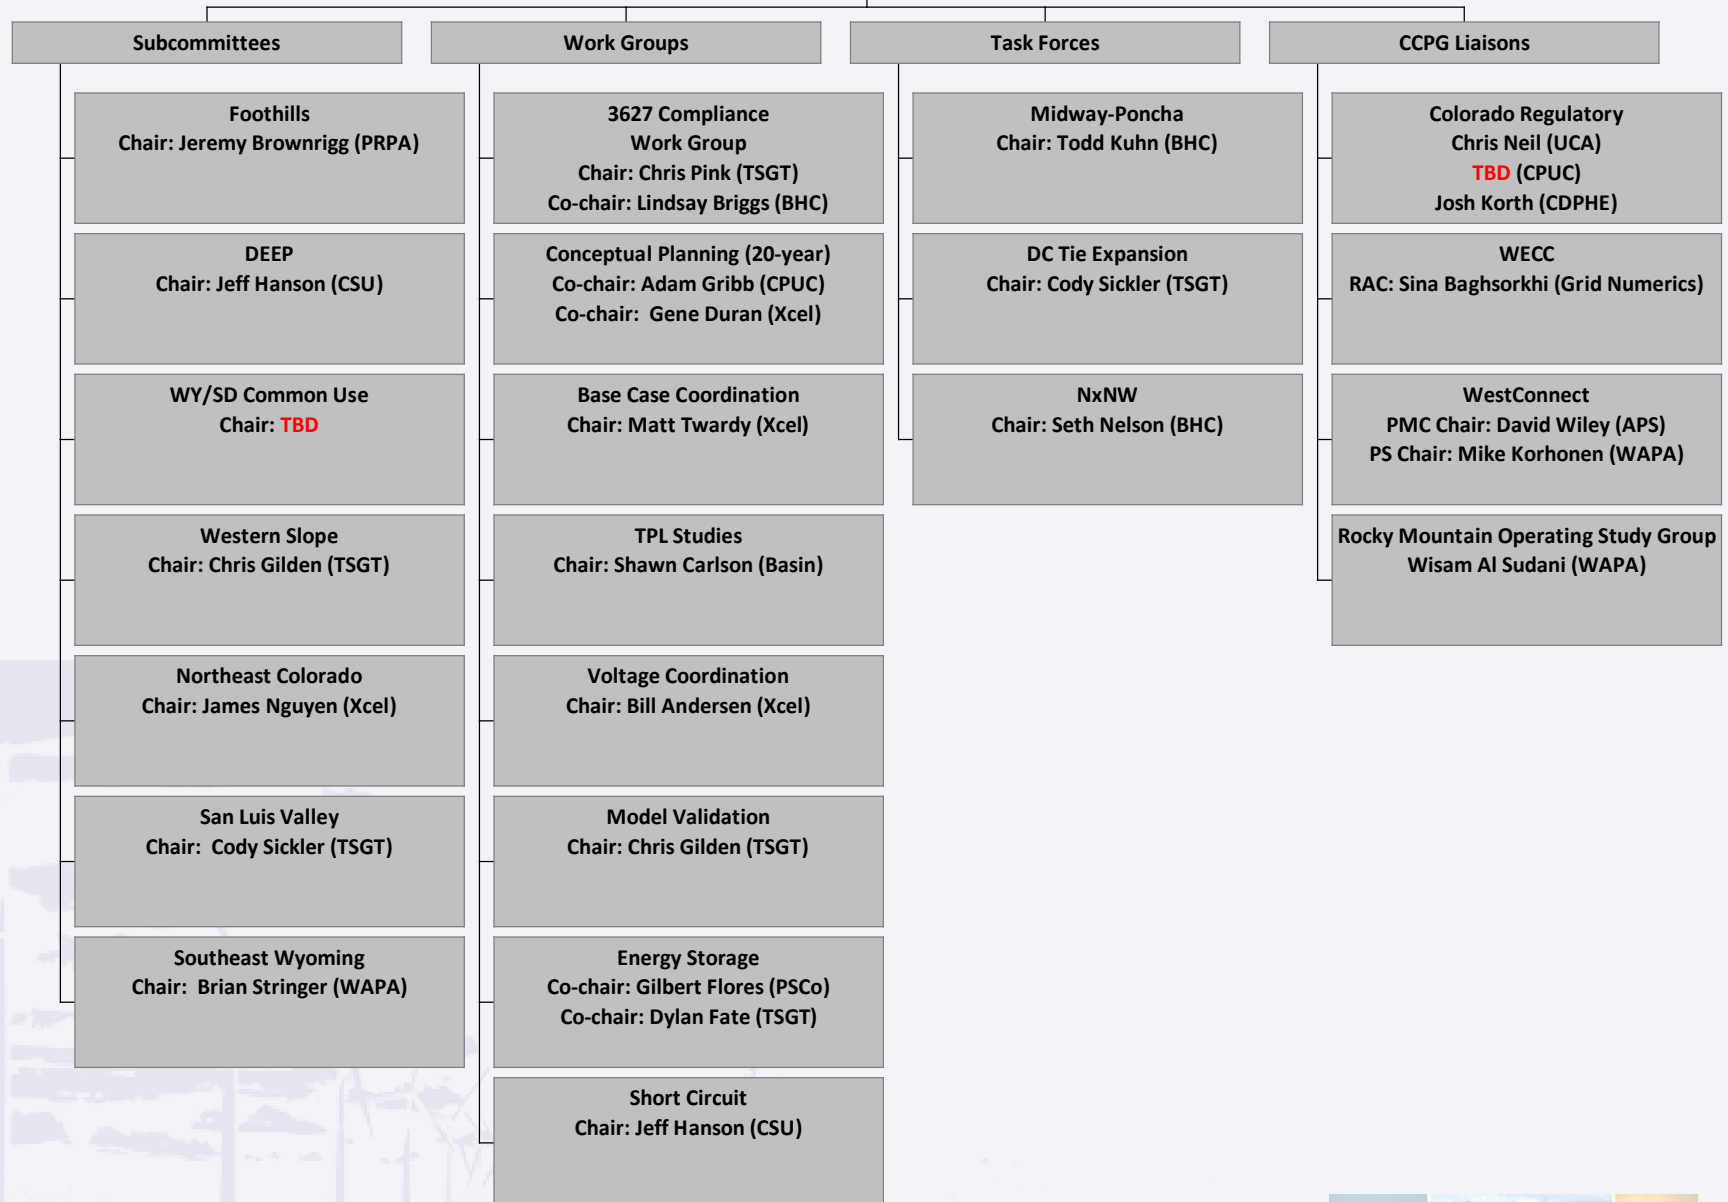 Subcommittees
Foothills
Chair: Jeremy Brownrigg (PRPA)
DEEP
Chair: Jeff Hanson (CSU)
WY/SD Common Use
Chair: TBD
Western Slope
Chair: Chris Gilden (TSGT)
Northeast Colorado
Chair: James Nguyen (Xcel)
San Luis Valley
Chair: Cody Sickler (TSGT)
Southeast Wyoming
Chair: Brian Stringer (WAPA)
Work Groups
3627 Compliance
Work Group
Chair: Chris Pink (TSGT)
Co-chair: Lindsay Briggs (BHC)
Conceptual Planning (20-year)
Co-chair: Adam Gribb (CPUC)
Co-chair: Gene Duran (Xcel)
Base Case Coordination
Chair: Matt Twardy (Xcel)
TPL Studies
Chair: Shawn Carlson (Basin)
Voltage Coordination
Chair: Bill Andersen (Xcel)
Model Validation
Chair: Chris Gilden (TSGT)
Energy Storage
Co-chair: Gilbert Flores (PSCo)
Co-chair: Dylan Fate (TSGT)
Short Circuit
Chair: Jeff Hanson (CSU)
Task Forces
Midway-Poncha
Chair: Todd Kuhn (BHC)
DC Tie Expansion
Chair: Cody Sickler (TSGT)
NxNW
Chair: Seth Nelson (BHC)
CCPG Liaisons
Colorado Regulatory
Chris Neil (UCA)
TBD (CPUC)
Josh Korth (CDPHE)
WECC
RAC: Sina Baghsorkhi (Grid Numerics)
WestConnect
PMC Chair: David Wiley (APS)
PS Chair: Mike Korhonen (WAPA)
Rocky Mountain Operating Study Group
Wisam Al Sudani (WAPA)